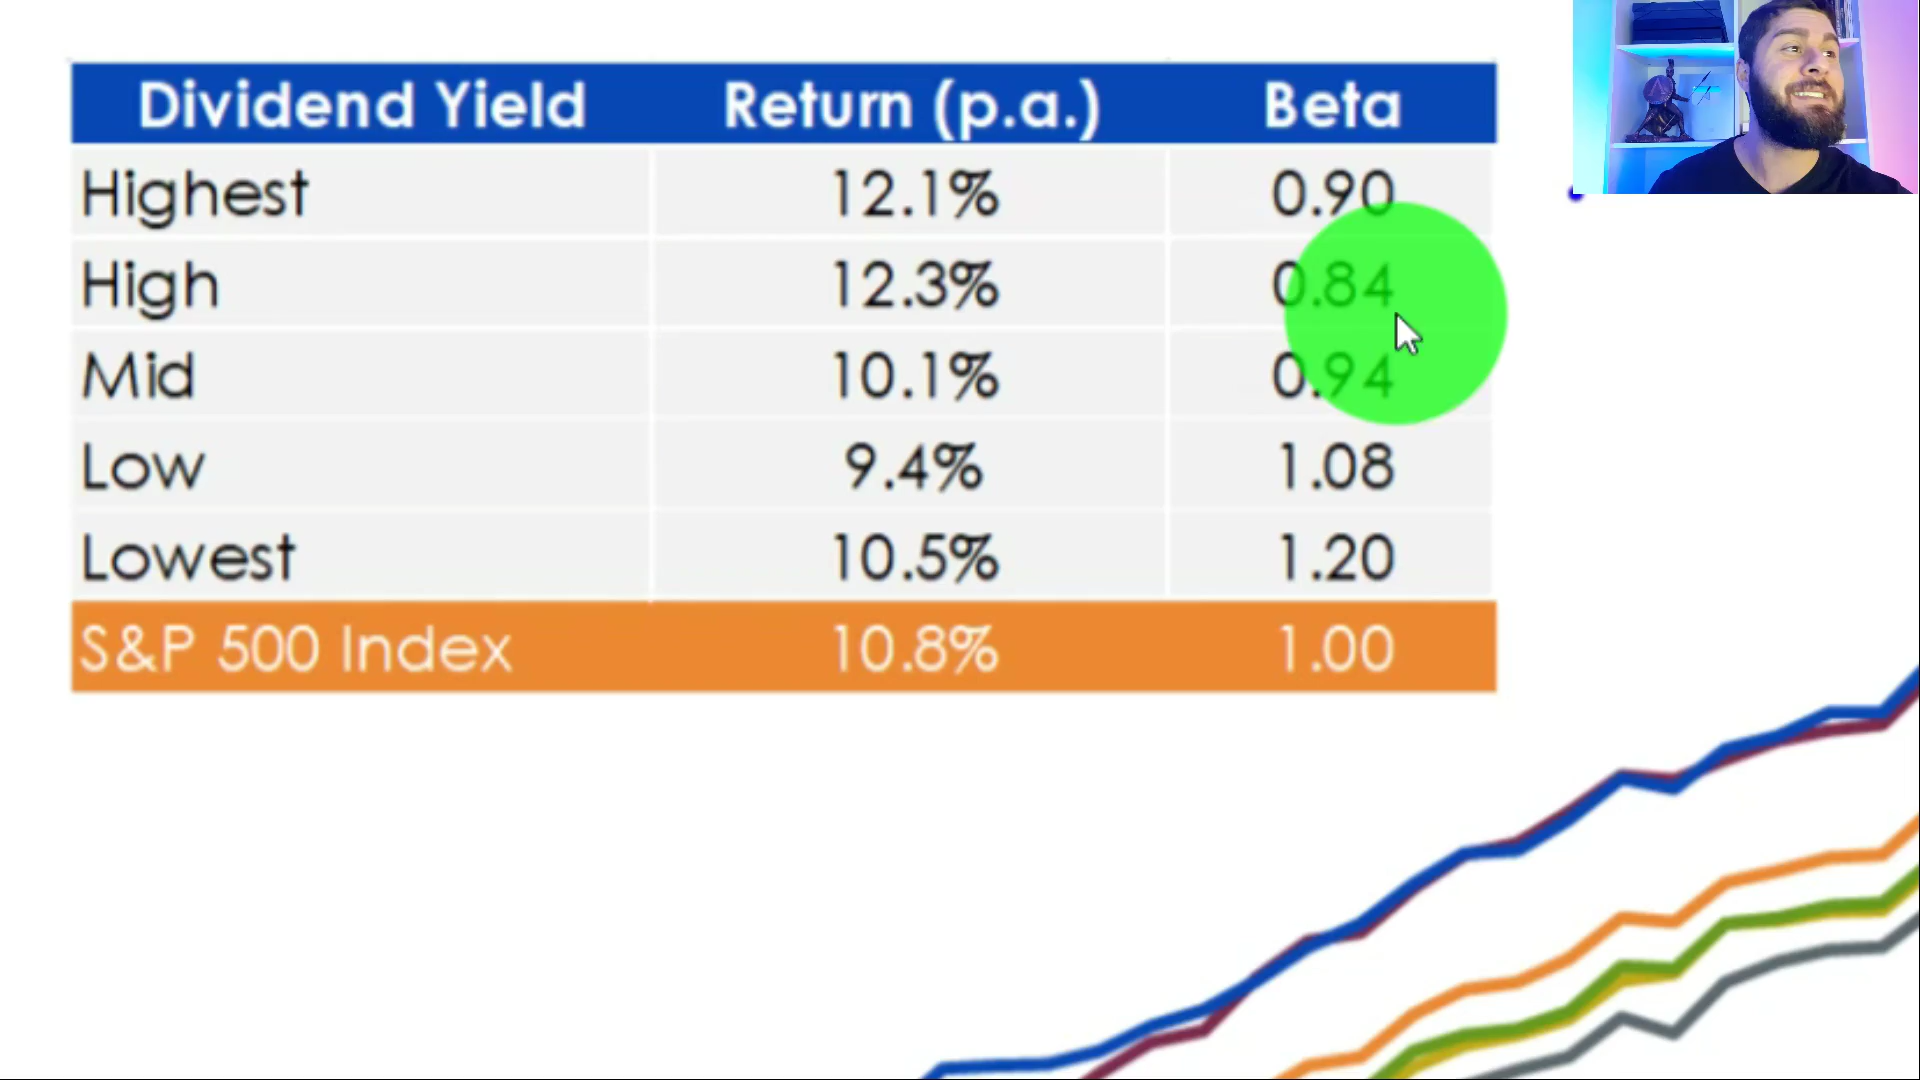 Dividend Yield Return (p.a.) Beta
Highest 12.1% 0.90
High 12.3% 0.84
Mid 10.1% 0.94
Low 9.4% 1.08
Lowest 10.5% 1.20
S&P 500 Index 10.8% 1.00